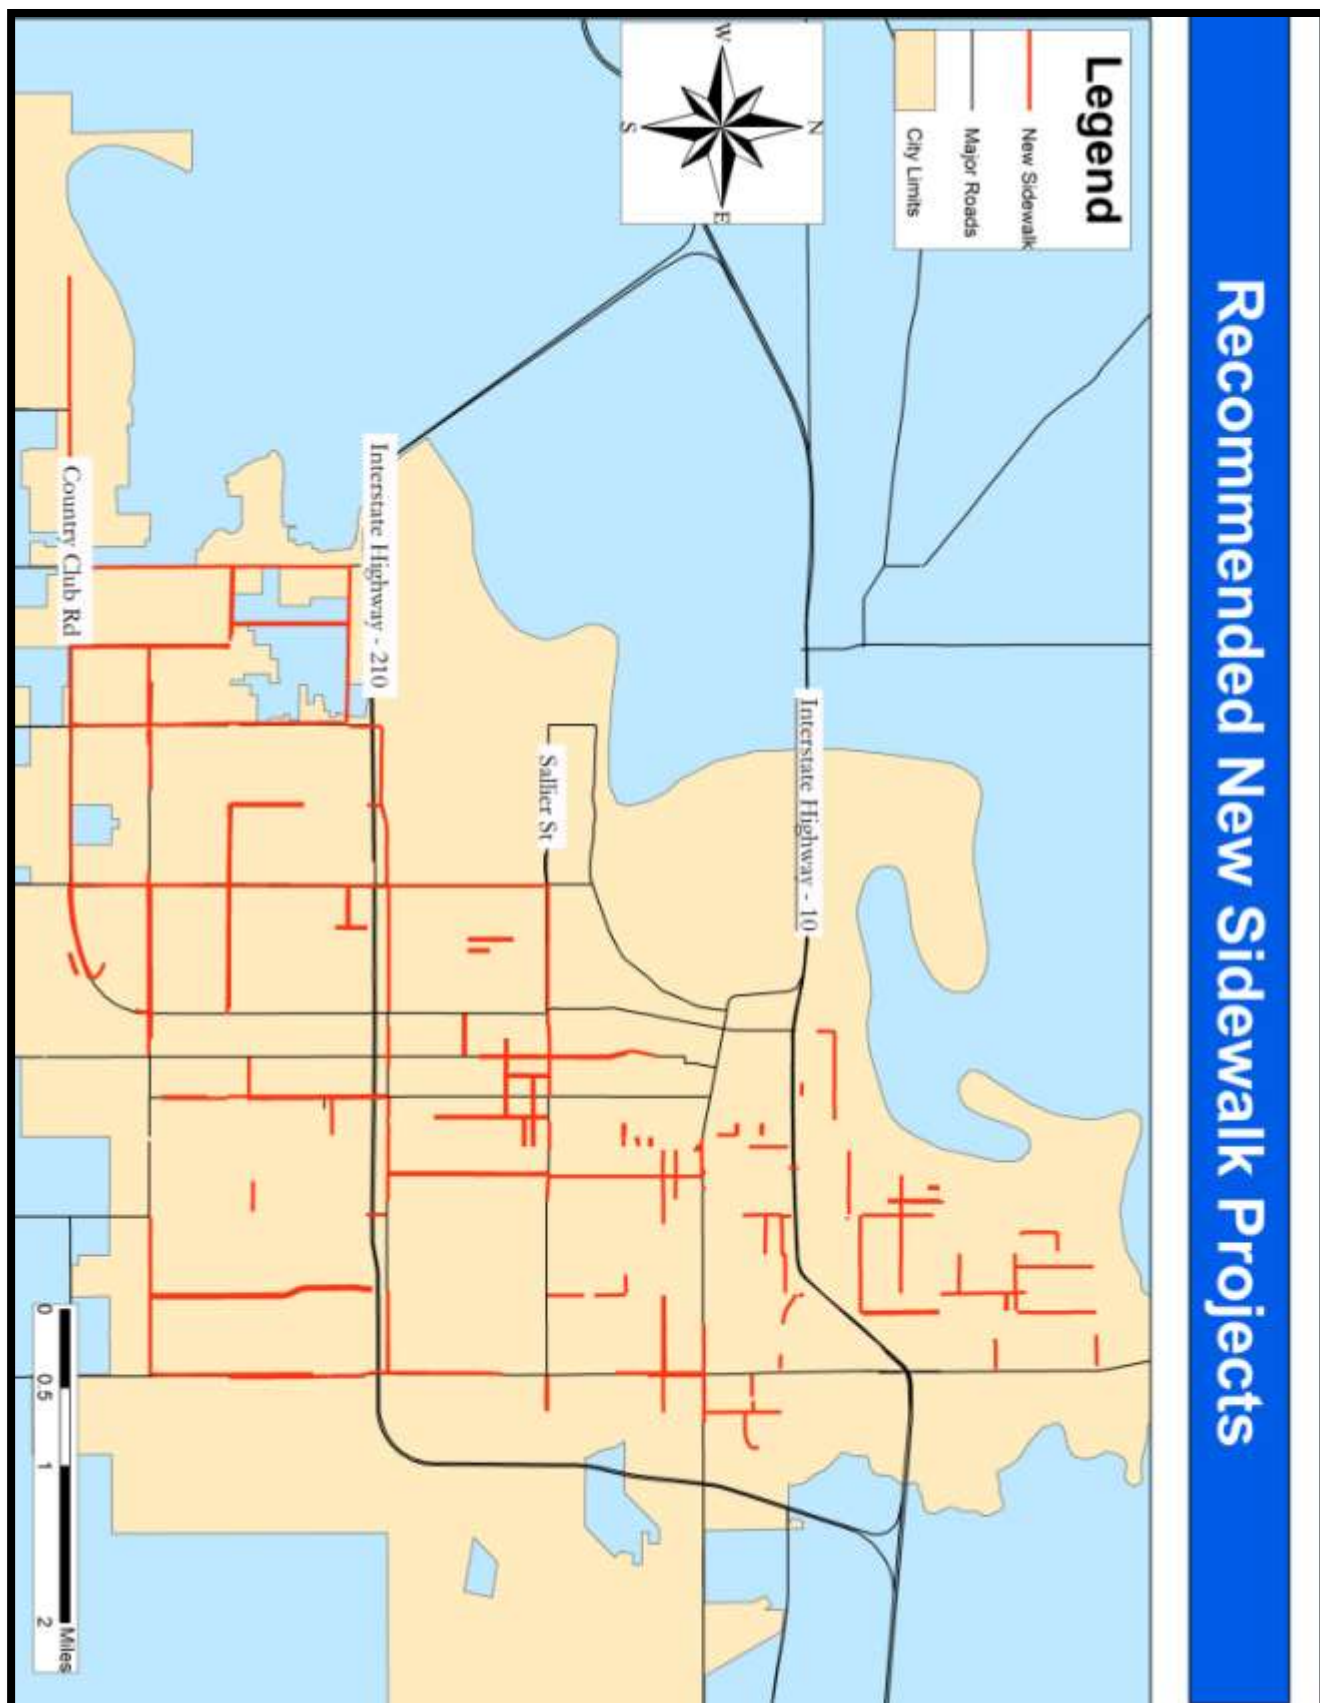 Recommended New Sidewalk Projects
Legend
New Sidewalk
Major Roads
City Limits
N
W
E
S
Interstate Highway - 10
Sallier St
Interstate Highway - 210
Country Club Rd
0 0.5 1 2
Miles